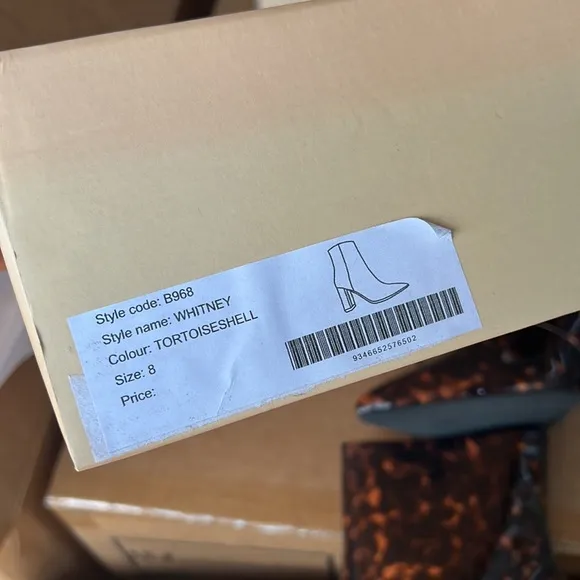 Style code: B968
Style name: WHITNEY
Colour: TORTOISESHELL
Size: 8
Price:
9346652576502